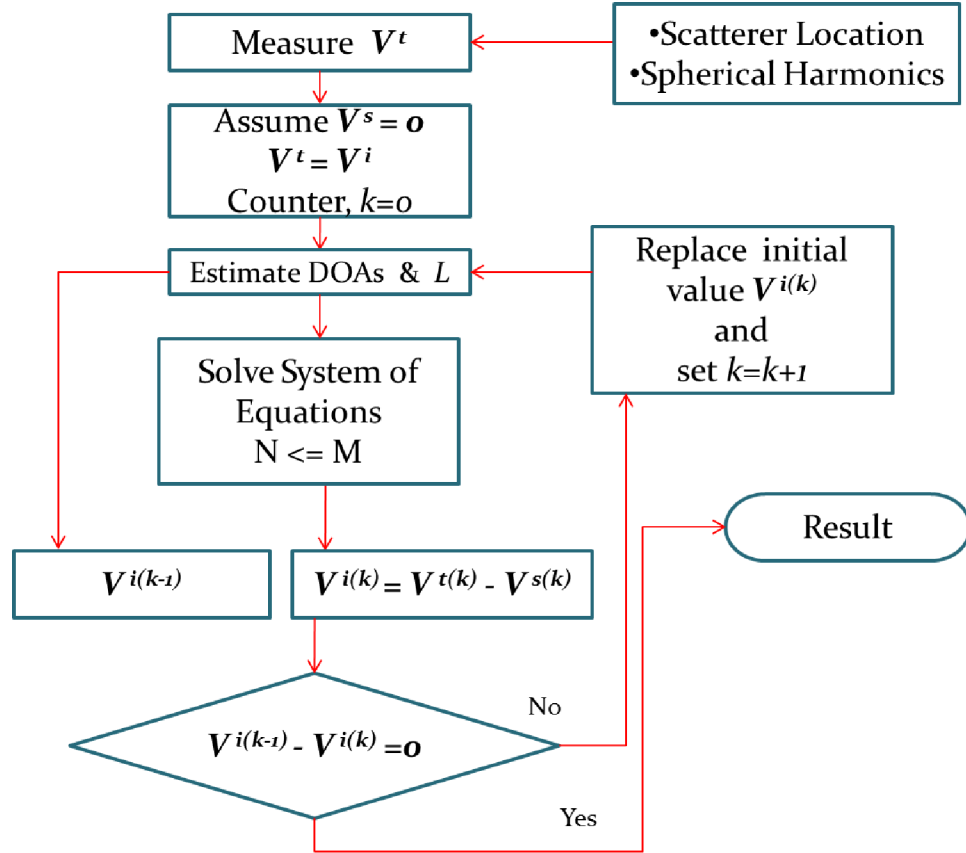 Measure V^t
•Scatterer Location
•Spherical Harmonics
Assume V^s = 0
V^t = V^i
Counter, k=0
Estimate DOAs & L
Replace initial
value V^i(k)
and
set k=k+1
Solve System of
Equations
N <= M
Result
V^i(k-1)
V^i(k) = V^t(k) - V^s(k)
No
V^i(k-1) - V^i(k) =0
Yes